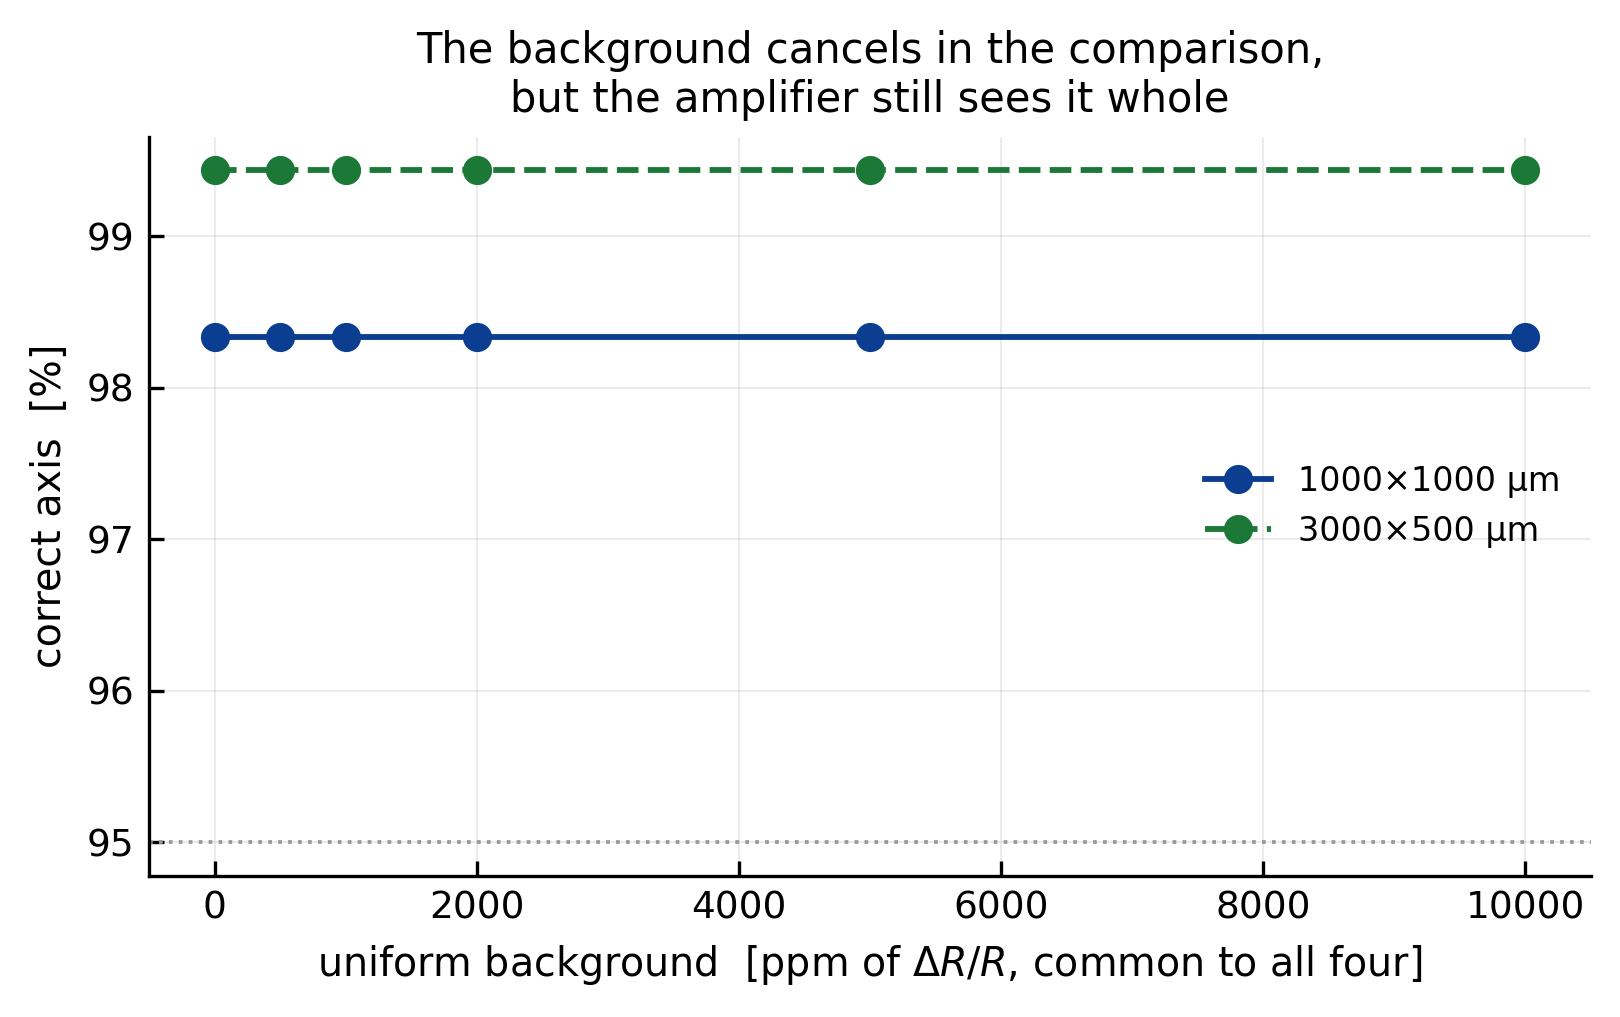 The background cancels in the comparison,
but the amplifier still sees it whole
correct axis [%]
99
98
97
96
95
1000×1000 µm
3000×500 µm
0 2000 4000 6000 8000 10000
uniform background [ppm of ΔR/R, common to all four]